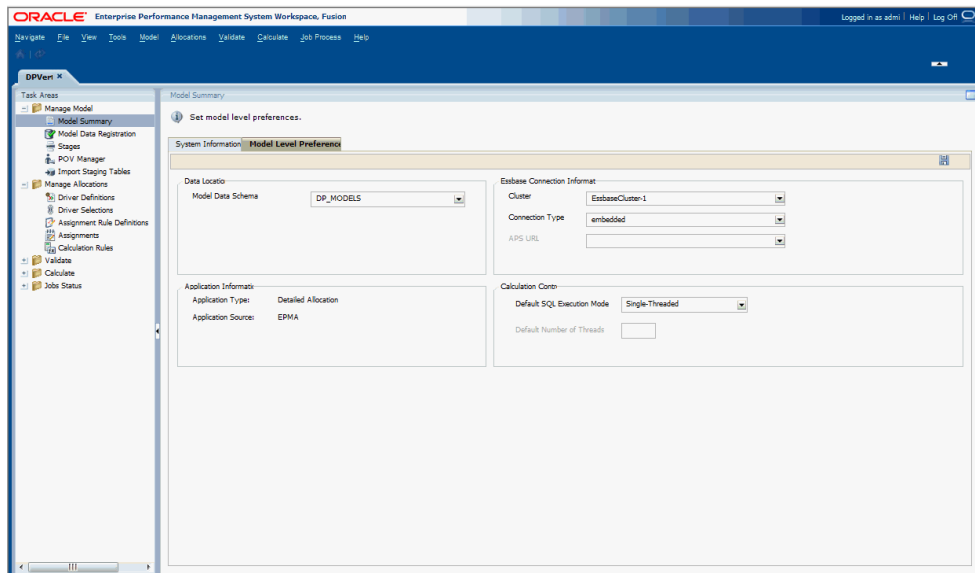 ORACLE Enterprise Performance Management System Workspace, Fusion
Logged in as admi | Help | Log Off
Navigate File View Tools Model Allocations Validate Calculate Job Process Help
DPVeri ×
Task Areas
Manage Model
Model Summary
Model Data Registration
Stages
POV Manager
Import Staging Tables
Manage Allocations
Driver Definitions
Driver Selections
Assignment Rule Definitions
Assignments
Calculation Rules
Validate
Calculate
Jobs Status
Model Summary
Set model level preferences.
System Information Model Level Preference
Data Locatio
Model Data Schema DP_MODELS
Essbase Connection Informat
Cluster EssbaseCluster-1
Connection Type embedded
APS URL
Application Informatic
Application Type: Detailed Allocation
Application Source: EPMA
Calculation Contr
Default SQL Execution Mode Single-Threaded
Default Number of Threads